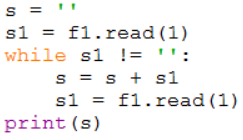 s = ''
s1 = f1.read(1)
while s1 != '':
    s = s + s1
    s1 = f1.read(1)
print(s)